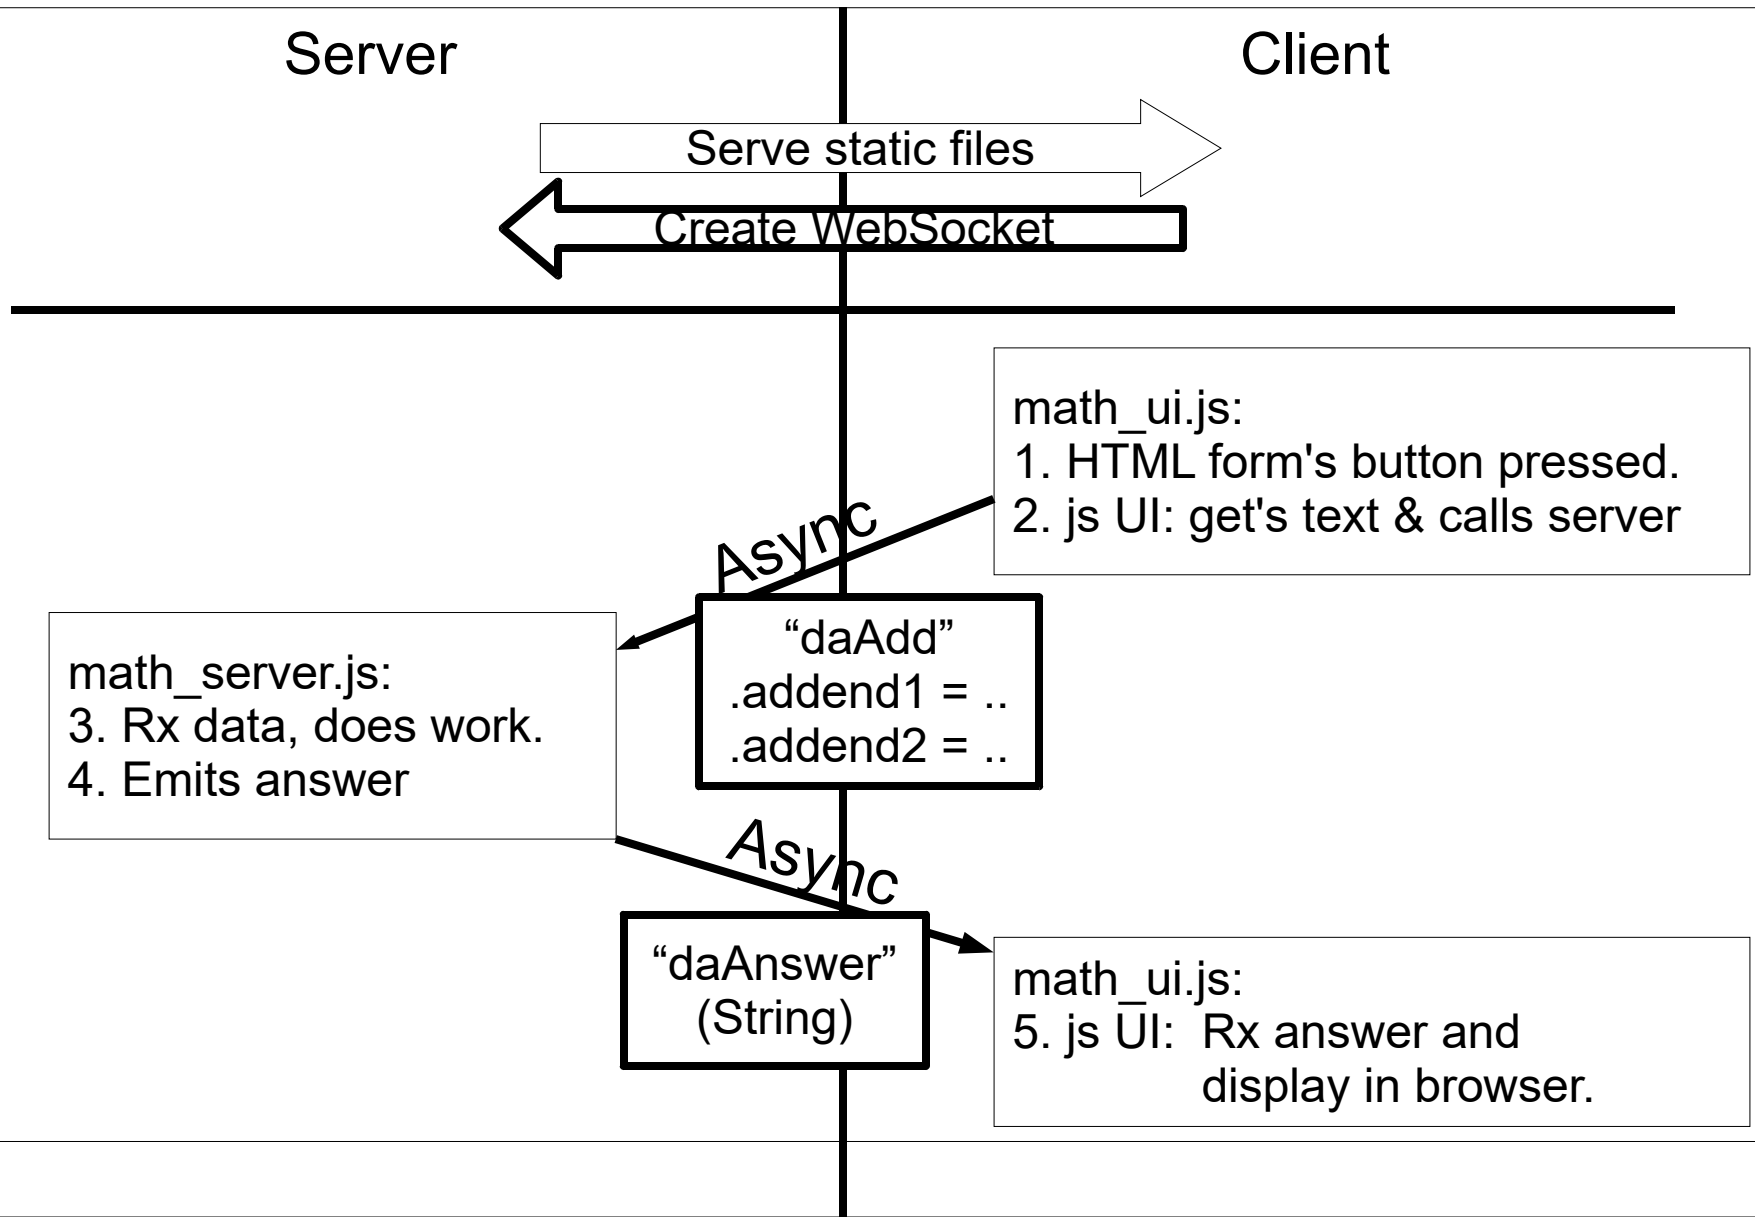 Server
Client
Serve static files
Create WebSocket
math_ui.js:
1. HTML form's button pressed.
2. js UI: get's text & calls server
Async
“daAdd”
.addend1 = ..
.addend2 = ..
math_server.js:
3. Rx data, does work.
4. Emits answer
Async
“daAnswer”
(String)
math_ui.js:
5. js UI:  Rx answer and
display in browser.